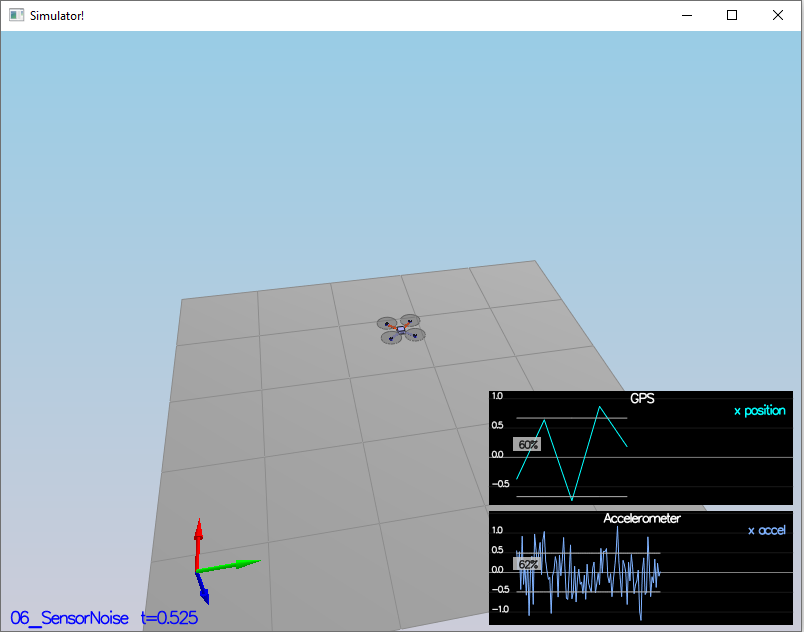 Simulator!
GPS
x position
1.0
0.5
60%
0.0
-0.5
Accelerometer
x accel
1.0
0.5
62%
0.0
-0.5
-1.0
06_SensorNoise t=0.525